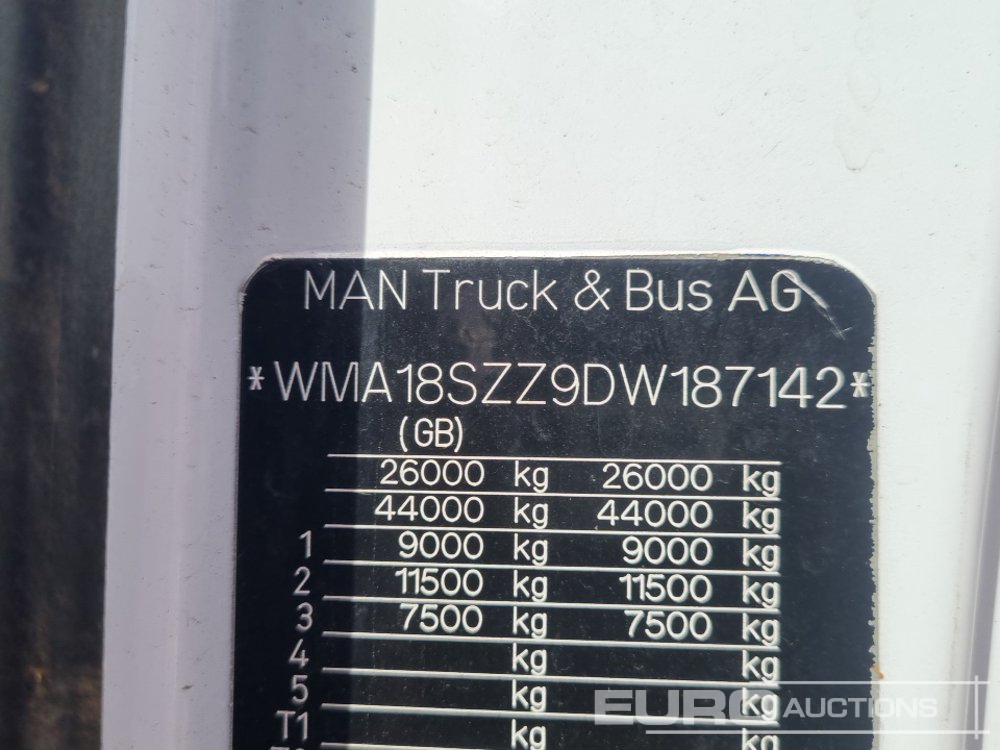 MAN Truck & Bus AG
*WMA18SZZ9DW187142*
(GB)
26000 kg 26000 kg
44000 kg 44000 kg
1 9000 kg 9000 kg
2 11500 kg 11500 kg
3 7500 kg 7500 kg
4 kg kg
5 kg kg
T1 kg kg
EURO AUCTIONS